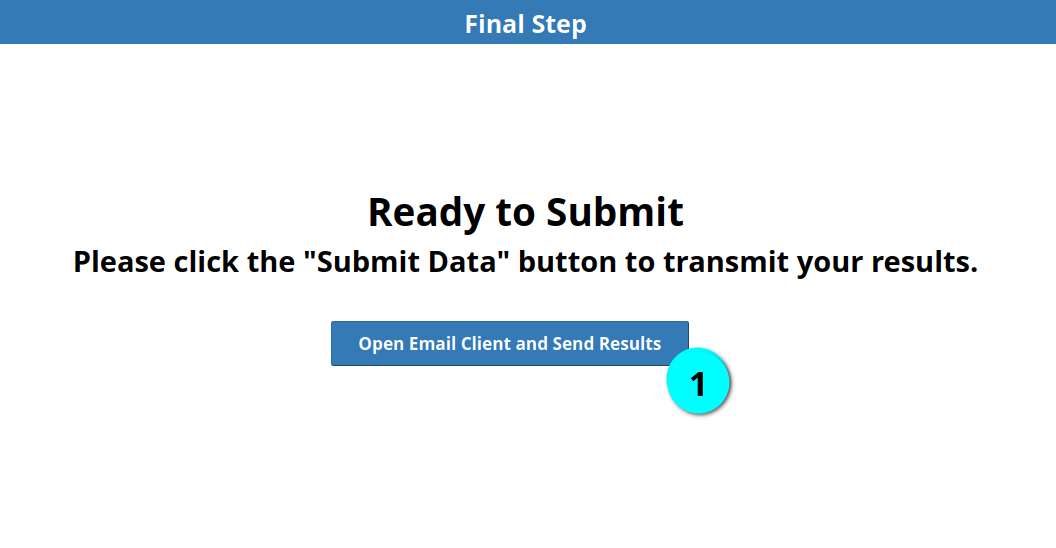 Final Step
Ready to Submit
Please click the "Submit Data" button to transmit your results.
Open Email Client and Send Results
1